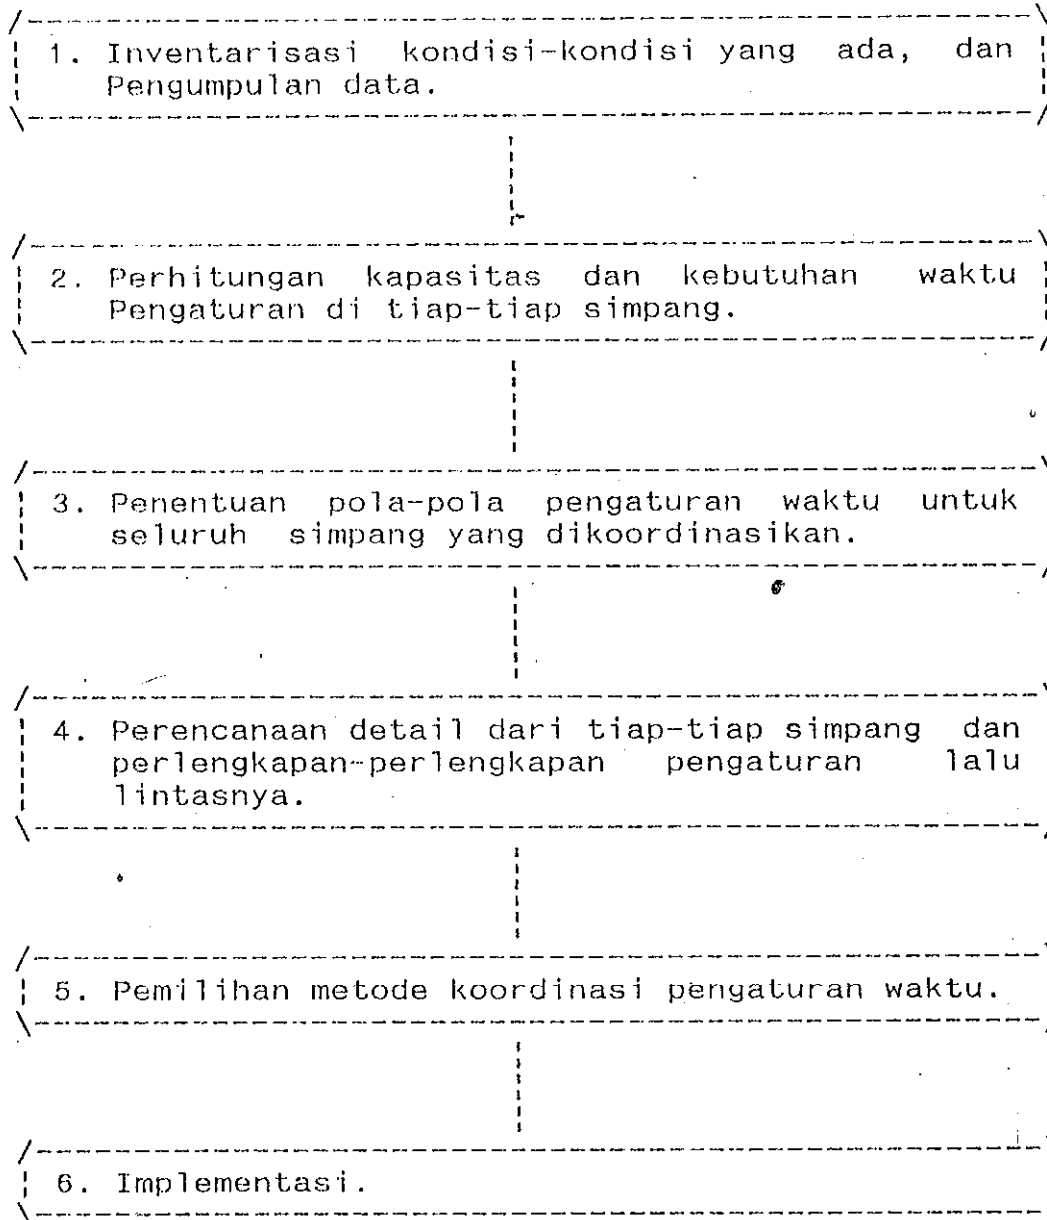 1. Inventarisasi kondisi-kondisi yang ada, dan
Pengumpulan data.
2. Perhitungan kapasitas dan kebutuhan waktu
Pengaturan di tiap-tiap simpang.
3. Penentuan pola-pola pengaturan waktu untuk
seluruh simpang yang dikoordinasikan.
4. Perencanaan detail dari tiap-tiap simpang dan
perlengkapan-perlengkapan pengaturan lalu
lintasnya.
5. Pemilihan metode koordinasi pengaturan waktu.
6. Implementasi.